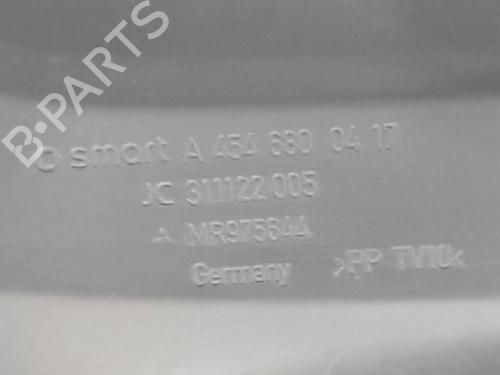 B-PARTS
smart A 454 680 04 17
JC 311122 005
MR975644
Germany >PP TV10<